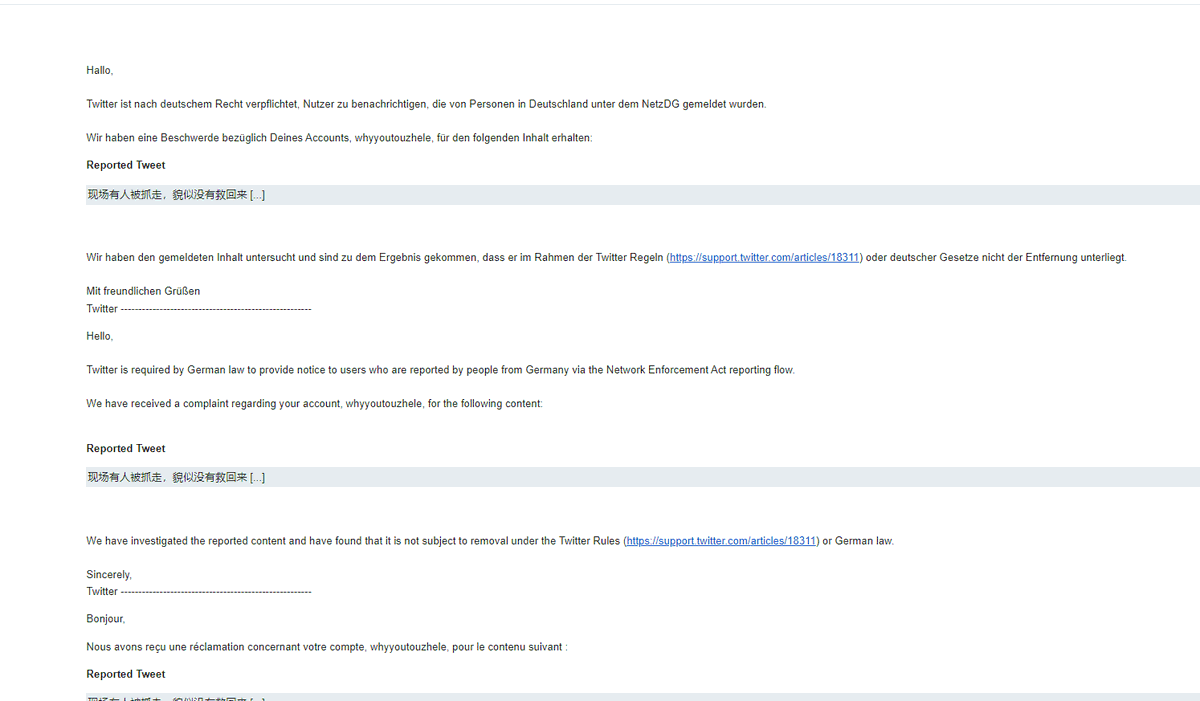 Hallo,
Twitter ist nach deutschem Recht verpflichtet, Nutzer zu benachrichtigen, die von Personen in Deutschland unter dem NetzDG gemeldet wurden.
Wir haben eine Beschwerde bezüglich Deines Accounts, whyyoutouzhele, für den folgenden Inhalt erhalten:
Reported Tweet
现场有人被抓走，貌似没有救回来 [...]
Wir haben den gemeldeten Inhalt untersucht und sind zu dem Ergebnis gekommen, dass er im Rahmen der Twitter Regeln (https://support.twitter.com/articles/18311) oder deutscher Gesetze nicht der Entfernung unterliegt.
Mit freundlichen Grüßen
Twitter ------------------------------------------------------
Hello,
Twitter is required by German law to provide notice to users who are reported by people from Germany via the Network Enforcement Act reporting flow.
We have received a complaint regarding your account, whyyoutouzhele, for the following content:
Reported Tweet
现场有人被抓走，貌似没有救回来 [...]
We have investigated the reported content and have found that it is not subject to removal under the Twitter Rules (https://support.twitter.com/articles/18311) or German law.
Sincerely,
Twitter ------------------------------------------------------
Bonjour,
Nous avons reçu une réclamation concernant votre compte, whyyoutouzhele, pour le contenu suivant :
Reported Tweet